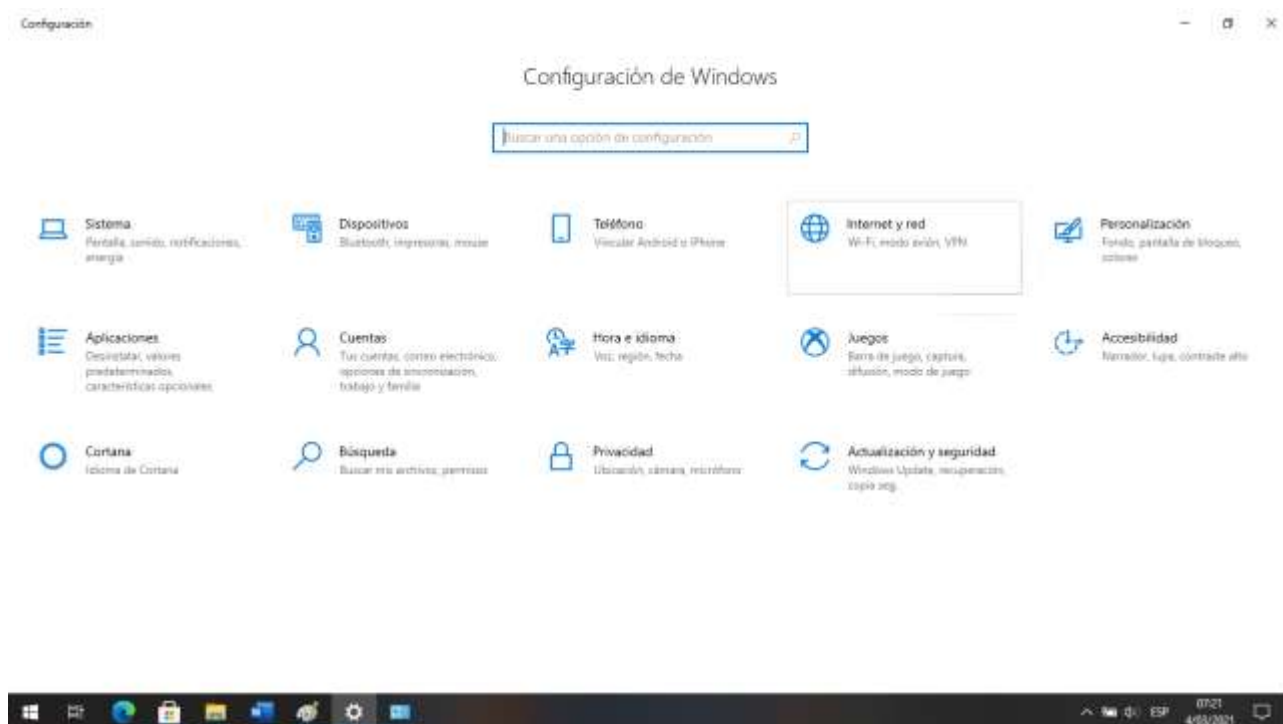 Configuración
Configuración de Windows
Buscar una opción de configuración
Sistema
Pantalla, sonido, notificaciones,
energía
Dispositivos
Bluetooth, impresoras, mouse
Teléfono
Vincular Android o iPhone
Internet y red
Wi-Fi, modo avión, VPN
Personalización
Fondo, pantalla de bloqueo,
colores
Aplicaciones
Desinstalar, valores
predeterminados,
características opcionales
Cuentas
Tus cuentas, correo electrónico,
opciones de sincronización,
trabajo y familia
Hora e idioma
Voz, región, fecha
Juegos
Barra de juego, captura,
difusión, modo de juego
Accesibilidad
Narrador, lupa, contraste alto
Cortana
Idioma de Cortana
Búsqueda
Buscar mis archivos, permisos
Privacidad
Ubicación, cámara, micrófono
Actualización y seguridad
Windows Update, recuperación,
copia seg.
ESP
07:21